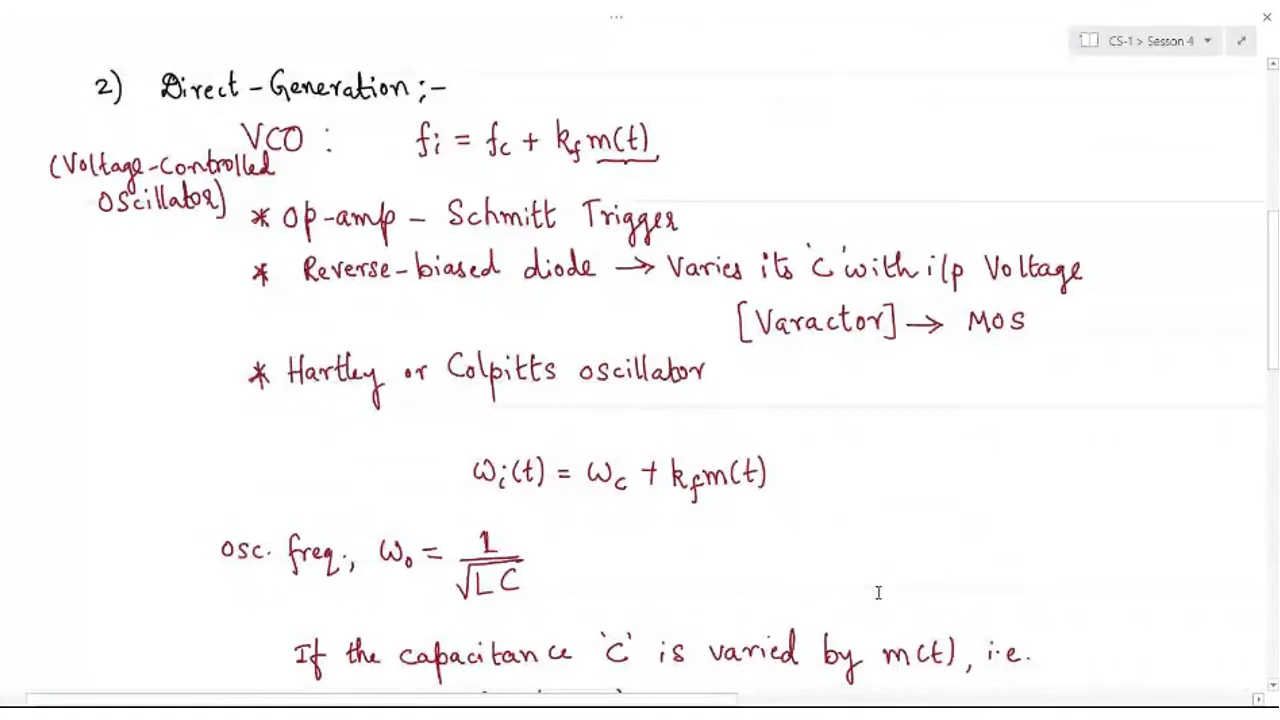 CS-1 > Sesson 4
2) Direct-Generation :-
VCO : fi = fc + kf m(t)
(Voltage-Controlled Oscillator)
* Op-amp - Schmitt Trigger
* Reverse-biased diode → Varies its 'C' with i/p Voltage
[Varactor] → MOS
* Hartley or Colpitts oscillator
ωi(t) = ωc + kf m(t)
Osc. freq., ω₀ = 1/√LC
If the capacitance 'C' is varied by m(t), i.e.